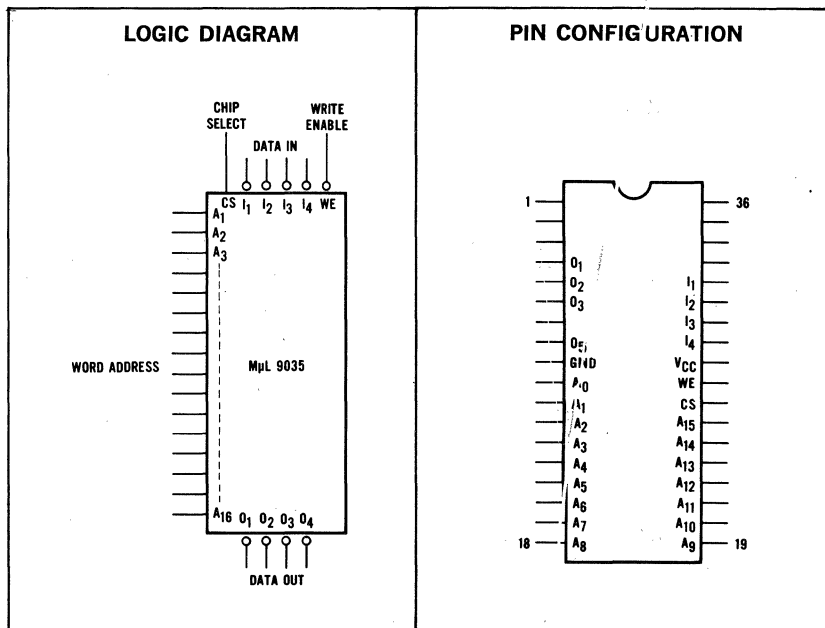 LOGIC DIAGRAM
CHIP SELECT
WRITE ENABLE
DATA IN
CS I1 I2 I3 I4 WE
A1
A2
A3
WORD ADDRESS
MµL 9035
A16 O1 O2 O3 O4
DATA OUT
PIN CONFIGURATION
1 36
O1
O2 I1
O3 I2
I3
O5 I4
GND VCC
A0 WE
A1 CS
A2 A15
A3 A14
A4 A13
A5 A12
A6 A11
A7 A10
18 A8 A9 19